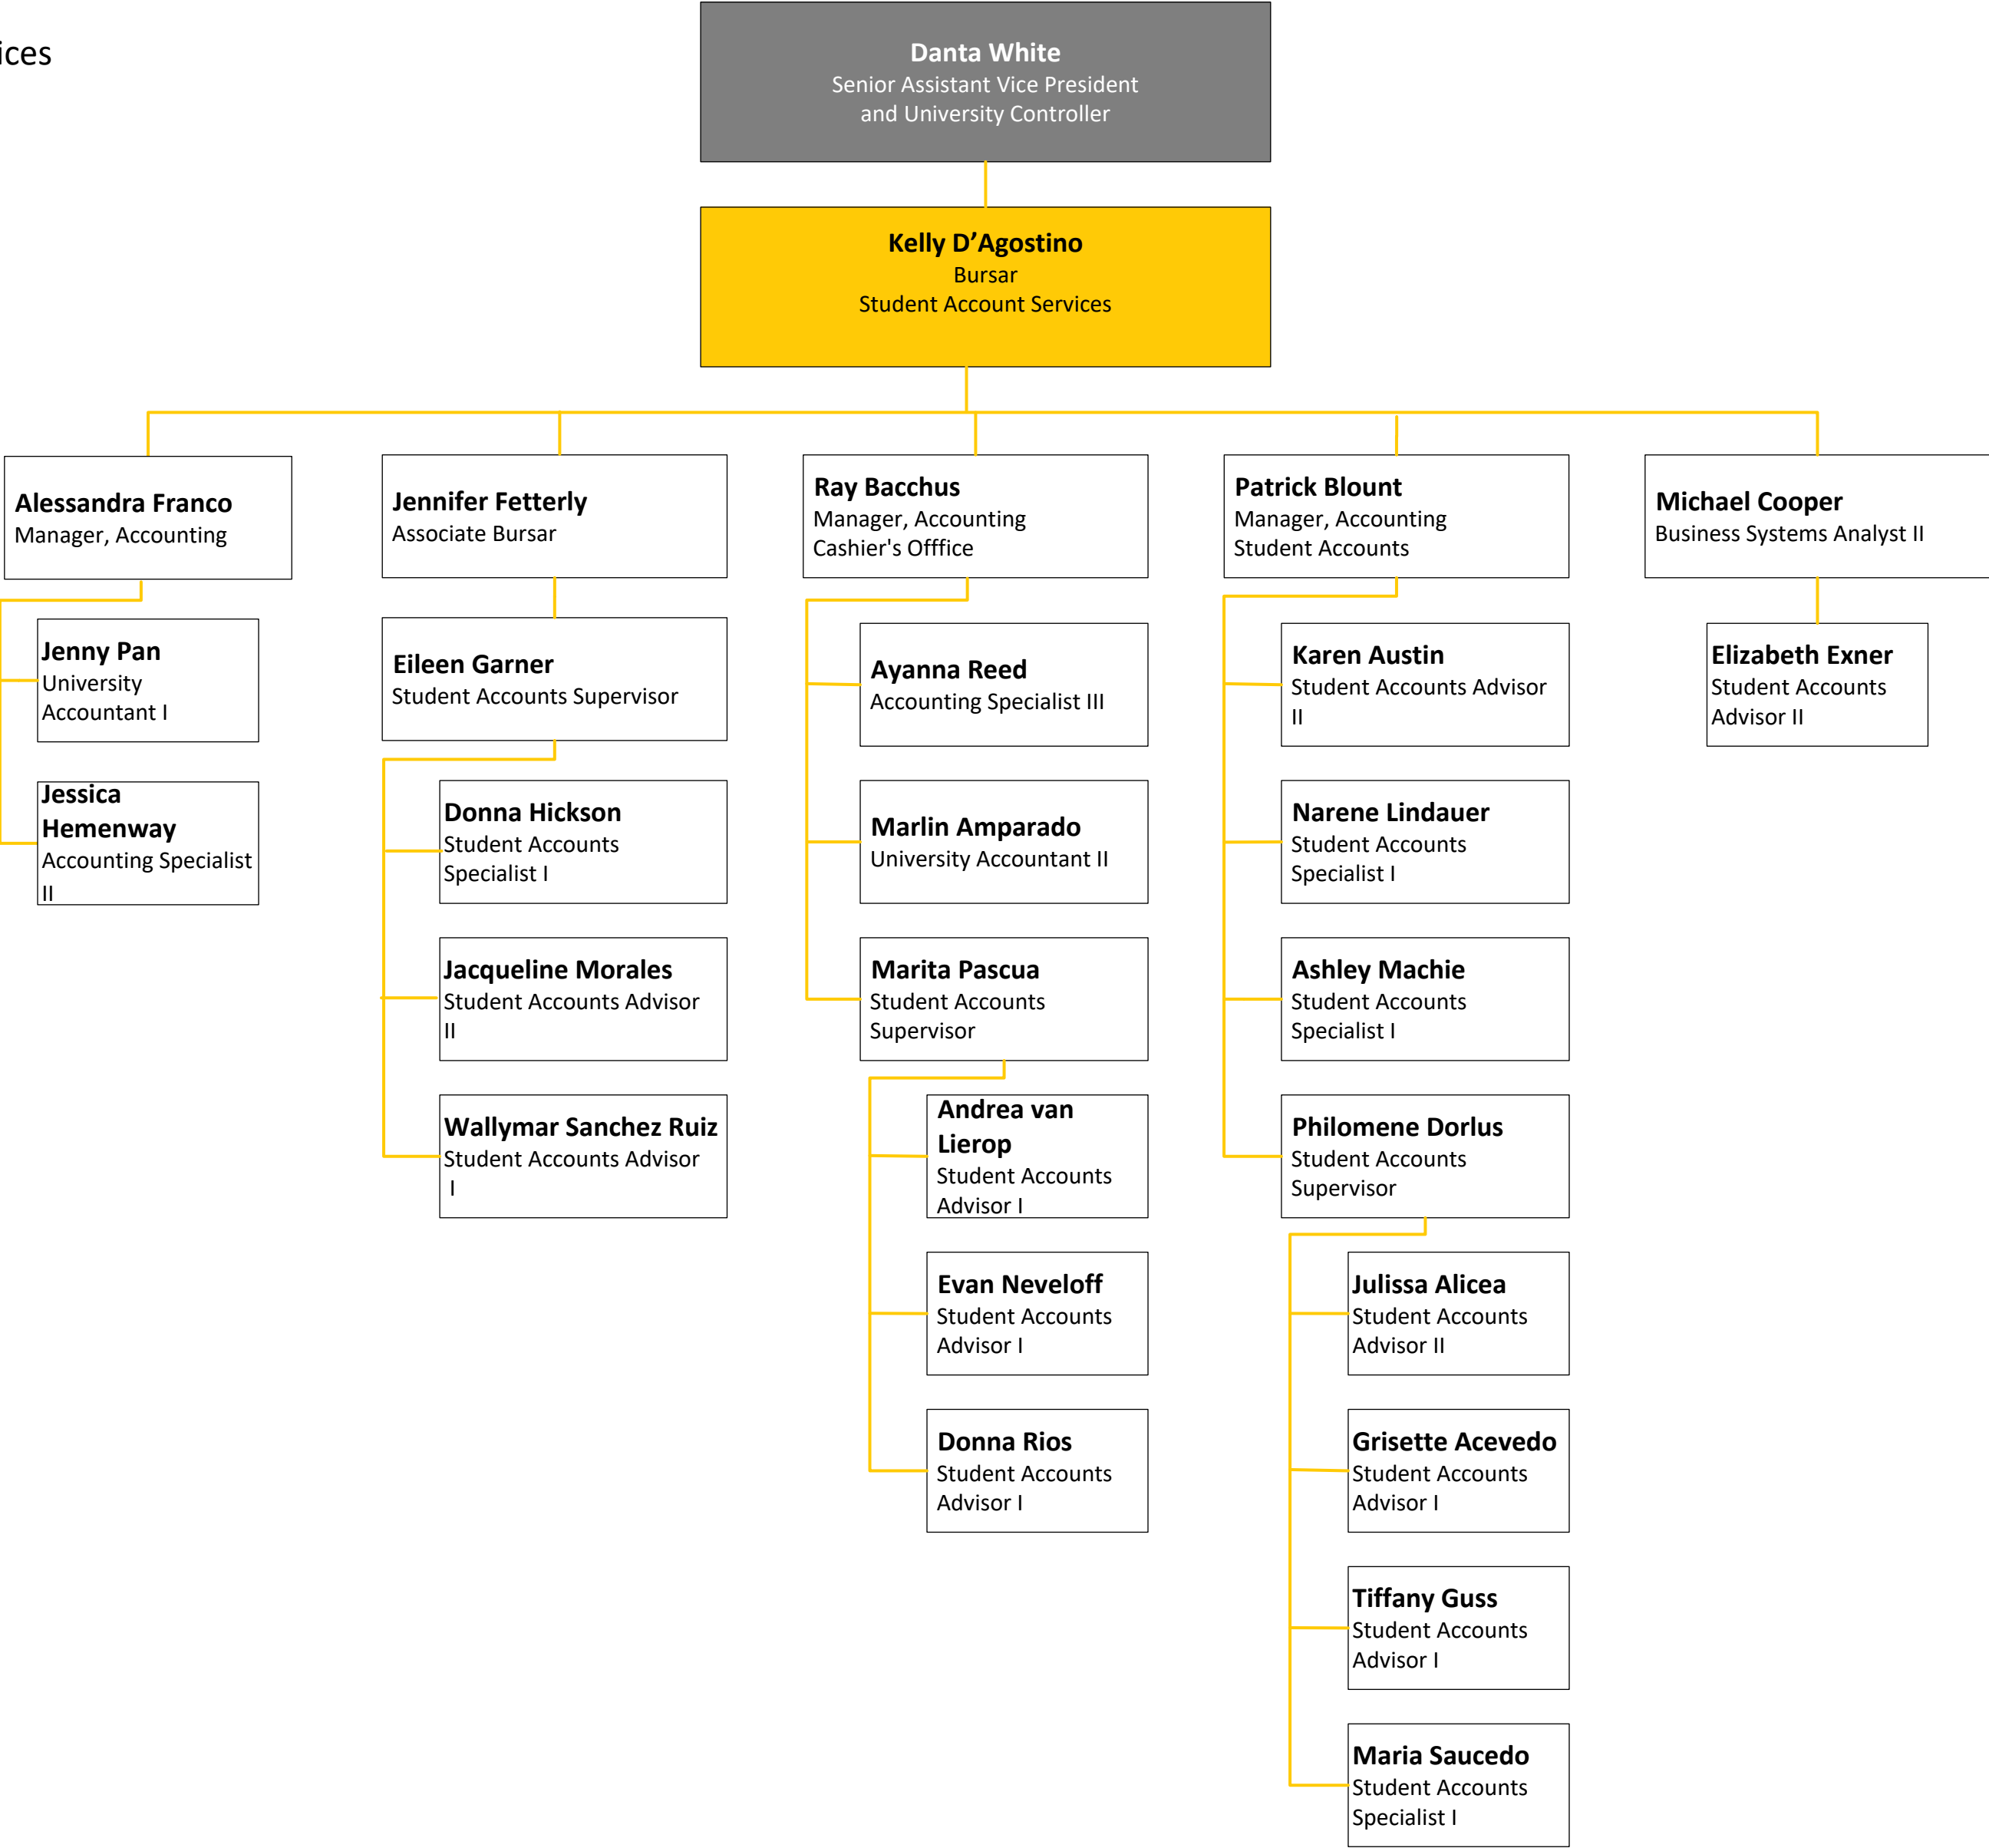 ices
Danta White
Senior Assistant Vice President
and University Controller
Kelly D’Agostino
Bursar
Student Account Services
Alessandra Franco
Manager, Accounting
Jenny Pan
University
Accountant I
Jessica
Hemenway
Accounting Specialist
II
Jennifer Fetterly
Associate Bursar
Eileen Garner
Student Accounts Supervisor
Donna Hickson
Student Accounts
Specialist I
Jacqueline Morales
Student Accounts Advisor
II
Wallymar Sanchez Ruiz
Student Accounts Advisor
I
Ray Bacchus
Manager, Accounting
Cashier's Offfice
Ayanna Reed
Accounting Specialist III
Marlin Amparado
University Accountant II
Marita Pascua
Student Accounts
Supervisor
Andrea van
Lierop
Student Accounts
Advisor I
Evan Neveloff
Student Accounts
Advisor I
Donna Rios
Student Accounts
Advisor I
Patrick Blount
Manager, Accounting
Student Accounts
Karen Austin
Student Accounts Advisor
II
Narene Lindauer
Student Accounts
Specialist I
Ashley Machie
Student Accounts
Specialist I
Philomene Dorlus
Student Accounts
Supervisor
Julissa Alicea
Student Accounts
Advisor II
Grisette Acevedo
Student Accounts
Advisor I
Tiffany Guss
Student Accounts
Advisor I
Maria Saucedo
Student Accounts
Specialist I
Michael Cooper
Business Systems Analyst II
Elizabeth Exner
Student Accounts
Advisor II